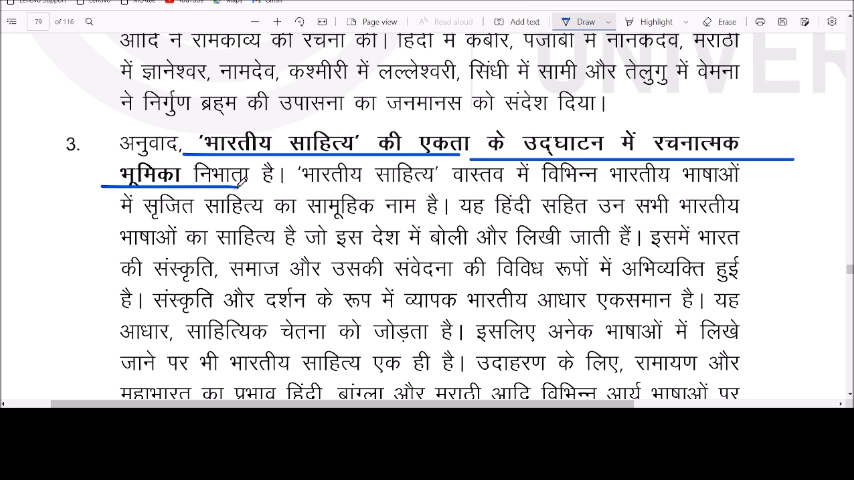 79 of 116
Page view
Read aloud
Add text
Draw
Highlight
Erase
आदि ने रामकाव्य की रचना की। हिंदी में कबीर, पंजाबी में नानकदेव, मराठी
में ज्ञानेश्वर, नामदेव, कश्मीरी में लल्लेश्वरी, सिंधी में सामी और तेलुगु में वेमना
ने निर्गुण ब्रह्म की उपासना का जनमानस को संदेश दिया।
3. अनुवाद, 'भारतीय साहित्य' की एकता के उद्घाटन में रचनात्मक
भूमिका निभाता है। 'भारतीय साहित्य' वास्तव में विभिन्न भारतीय भाषाओं
में सृजित साहित्य का सामूहिक नाम है। यह हिंदी सहित उन सभी भारतीय
भाषाओं का साहित्य है जो इस देश में बोली और लिखी जाती हैं। इसमें भारत
की संस्कृति, समाज और उसकी संवेदना की विविध रूपों में अभिव्यक्ति हुई
है। संस्कृति और दर्शन के रूप में व्यापक भारतीय आधार एकसमान है। यह
आधार, साहित्यिक चेतना को जोड़ता है। इसलिए अनेक भाषाओं में लिखे
जाने पर भी भारतीय साहित्य एक ही है। उदाहरण के लिए, रामायण और
महाभारत का प्रभाव हिंदी, बांग्ला और मराठी आदि विभिन्न आर्य भाषाओं पर